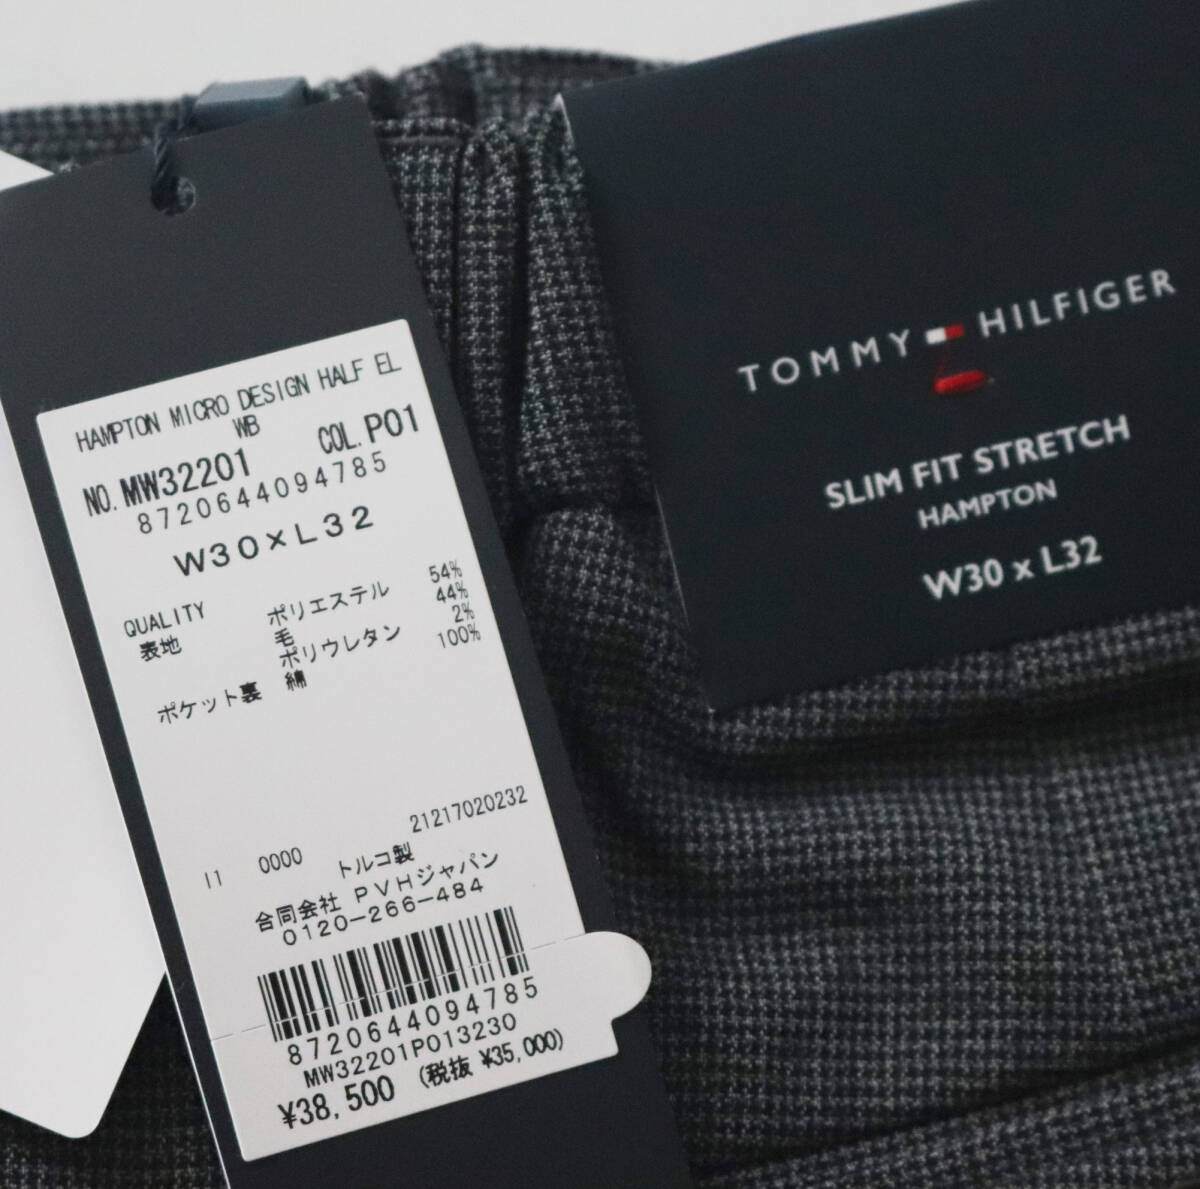 HAMPTON MICRO DESIGN HALF EL
WB
NO. MW32201 COL. P01
8720644094785
W30×L32
QUALITY
表地 ポリエステル 54%
毛 44%
ポリウレタン 2%
ポケット裏 綿 100%
21217020232
I1 0000 トルコ製
合同会社 PVHジャパン
0120-266-484
8720644094785
MW32201P013230
¥38,500 (税抜 ¥35,000)
TOMMY HILFIGER
SLIM FIT STRETCH
HAMPTON
W30 x L32